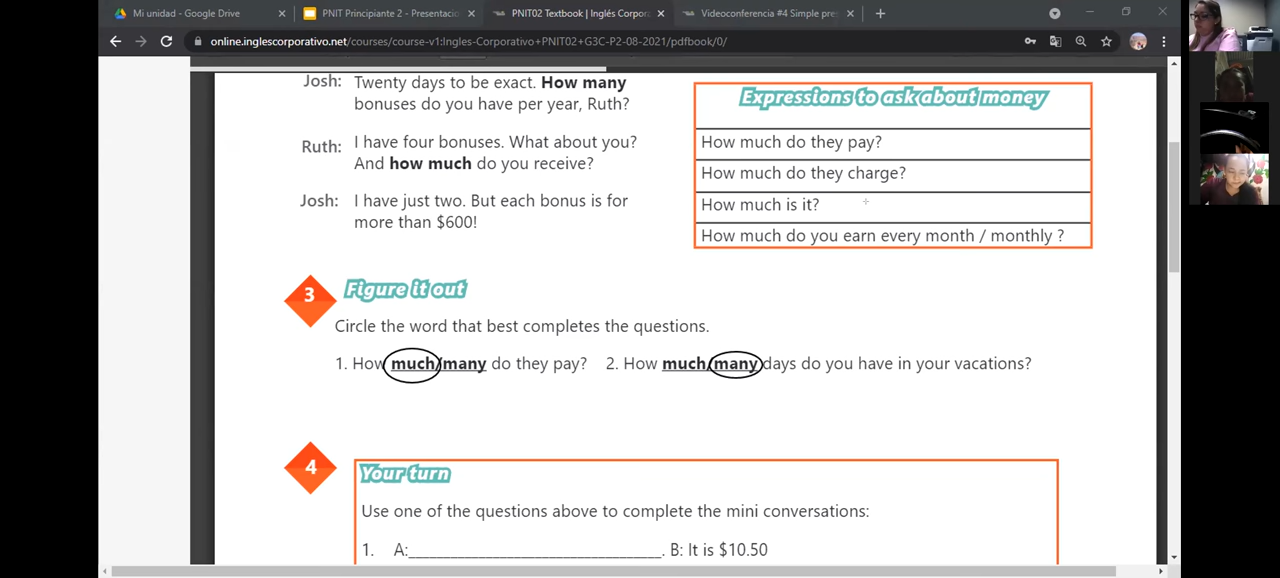 Mi unidad - Google Drive
PNIT Principiante 2 - Presentacio
PNIT02 Textbook | Inglés Corpora
Videoconferencia #4 Simple pre
online.inglescorporativo.net/courses/course-v1:Ingles-Corporativo+PNIT02+G3C-P2-08-2021/pdfbook/0/
Josh: Twenty days to be exact. How many
bonuses do you have per year, Ruth?
Ruth: I have four bonuses. What about you?
And how much do you receive?
Josh: I have just two. But each bonus is for
more than $600!
Expressions to ask about money
How much do they pay?
How much do they charge?
How much is it?
How much do you earn every month / monthly ?
3 Figure it out
Circle the word that best completes the questions.
1. How much/many do they pay? 2. How much/many days do you have in your vacations?
4 Your turn
Use one of the questions above to complete the mini conversations:
1. A:________________________________. B: It is $10.50